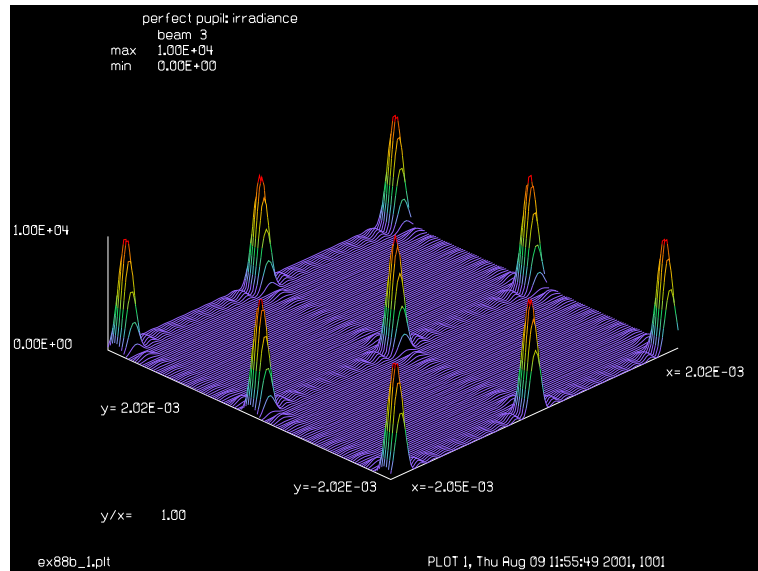 perfect pupil: irradiance
beam 3
max 1.00E+04
min 0.00E+00
1.00E+04
0.00E+00
x= 2.02E-03
y= 2.02E-03
y=-2.02E-03
x=-2.05E-03
y/x= 1.00
ex88b_1.plt
PLOT 1, Thu Aug 09 11:55:49 2001, 1001